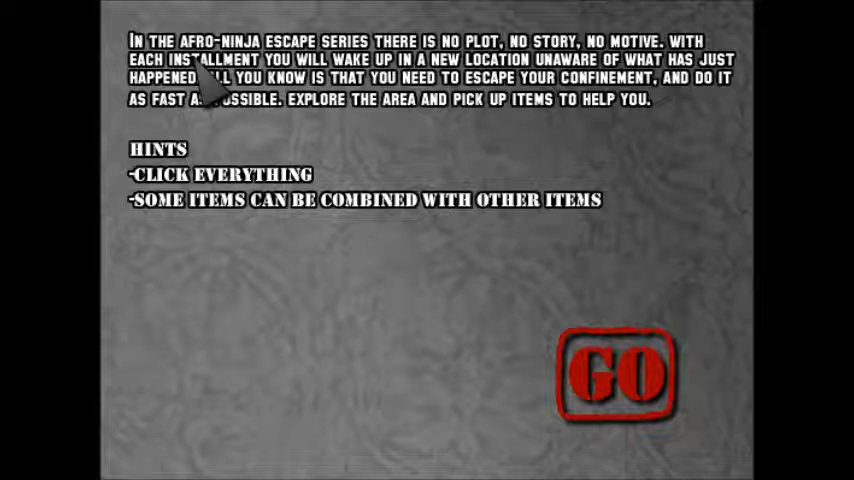 IN THE AFRO-NINJA ESCAPE SERIES THERE IS NO PLOT, NO STORY, NO MOTIVE. WITH
EACH INSTALLMENT YOU WILL WAKE UP IN A NEW LOCATION UNAWARE OF WHAT HAS JUST
HAPPENED. ALL YOU KNOW IS THAT YOU NEED TO ESCAPE YOUR CONFINEMENT, AND DO IT
AS FAST AS POSSIBLE. EXPLORE THE AREA AND PICK UP ITEMS TO HELP YOU.
HINTS
-CLICK EVERYTHING
-SOME ITEMS CAN BE COMBINED WITH OTHER ITEMS
GO